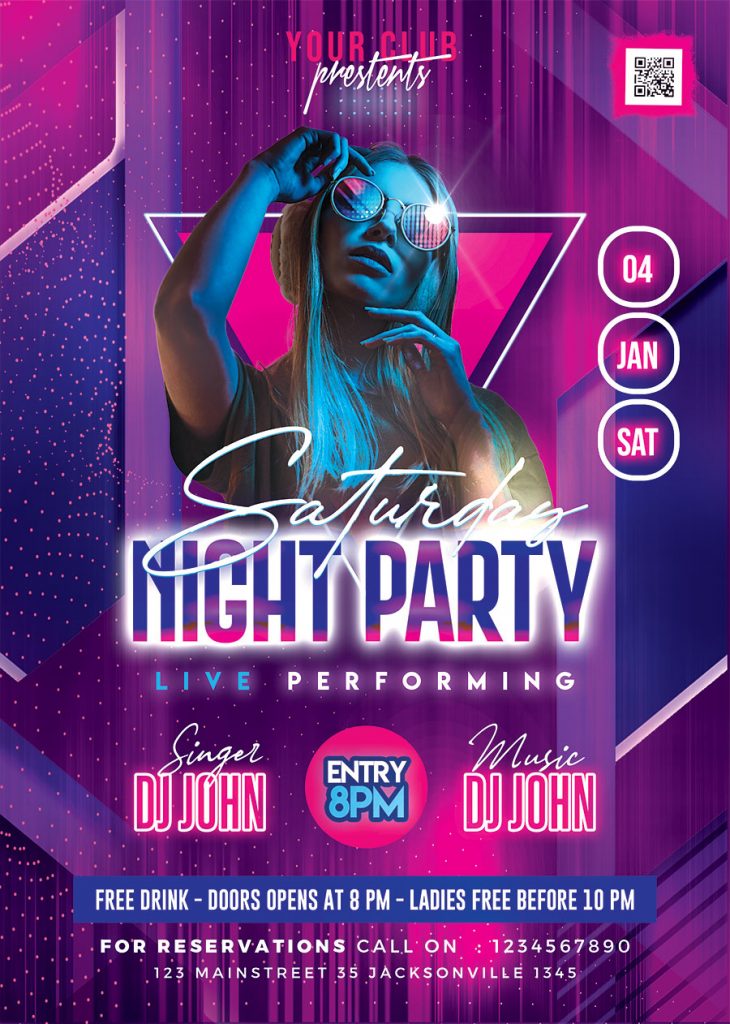 YOUR CLUB
prestents
04
JAN
SAT
Saturday
NIGHT PARTY
LIVE PERFORMING
Singer
DJ JOHN
ENTRY
8PM
Music
DJ JOHN
FREE DRINK - DOORS OPENS AT 8 PM - LADIES FREE BEFORE 10 PM
FOR RESERVATIONS CALL ON : 1234567890
123 MAINSTREET 35 JACKSONVILLE 1345